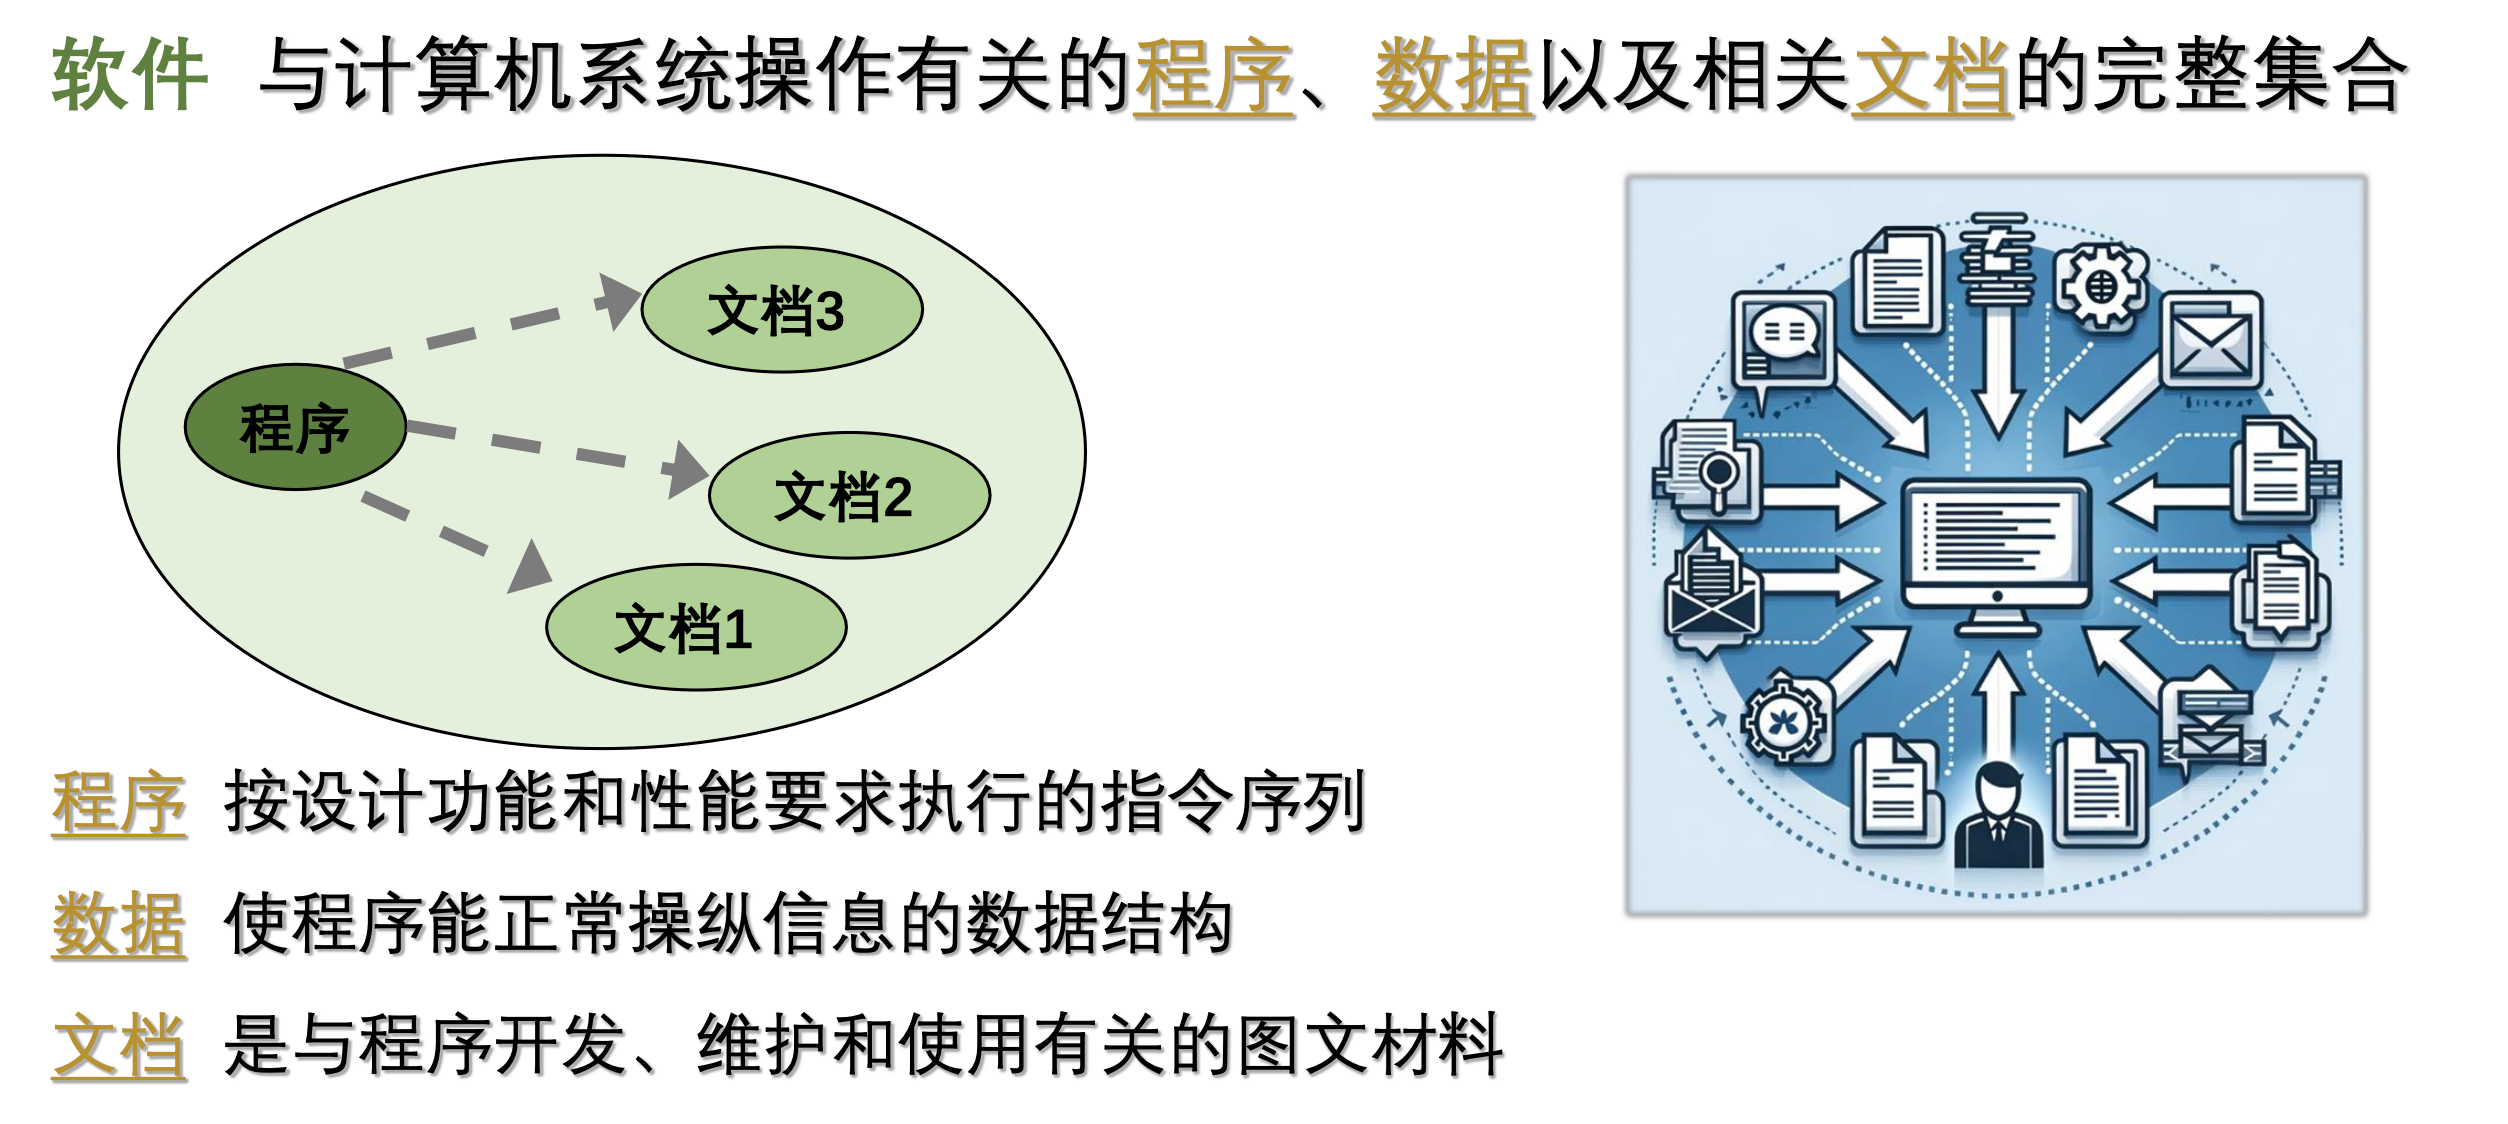 软件 与计算机系统操作有关的程序、数据以及相关文档的完整集合
文档3
程序
文档2
文档1
程序 按设计功能和性能要求执行的指令序列
数据 使程序能正常操纵信息的数据结构
文档 是与程序开发、维护和使用有关的图文材料